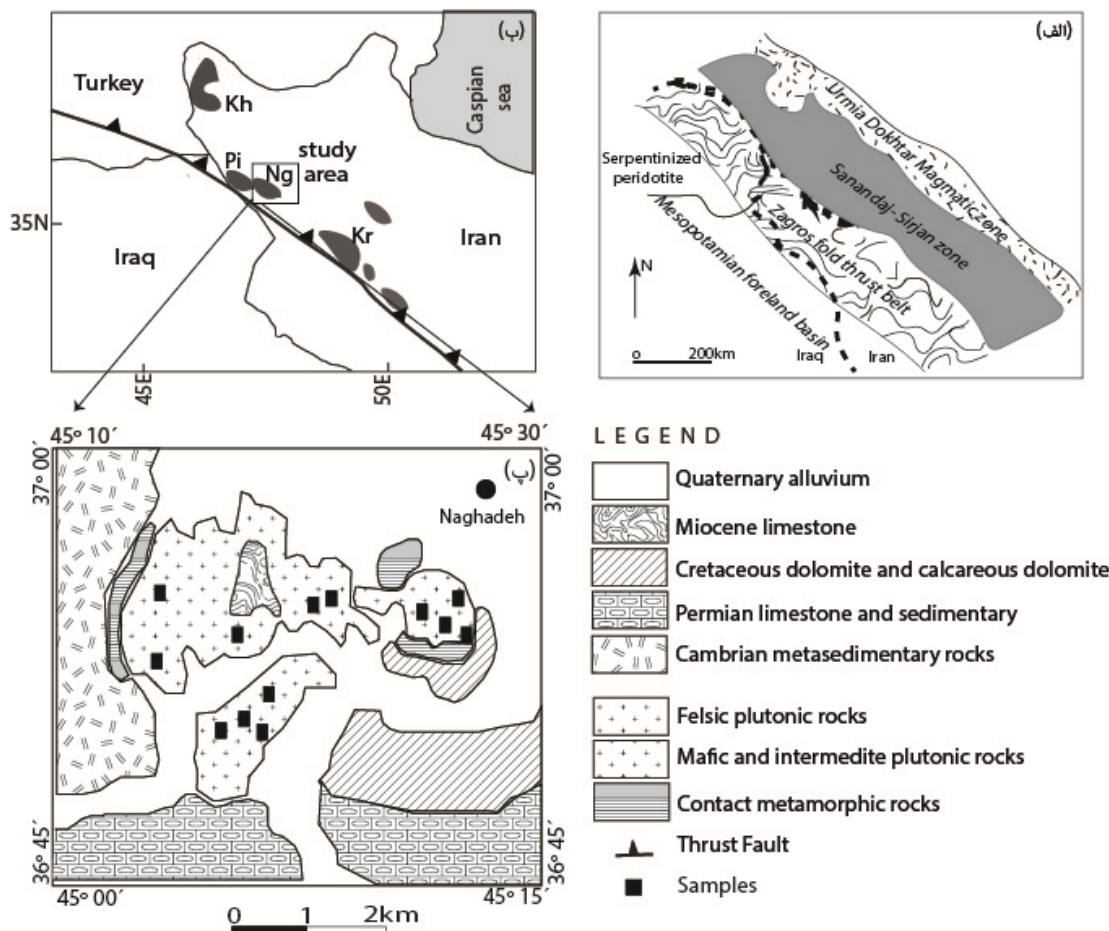 (ب)
Turkey
Caspian
sea
Kh
study
area
Pi
Ng
35N
Kr
Iraq
Iran
45E
50E
(الف)
Urmia Dokhtar Magmatic zone
Sanandaj-Sirjan zone
Serpentinized
peridotite
Zagros fold thrust belt
Mesopotamian foreland basin
N
o 200km
Iraq Iran
45° 10´ 45° 30´
37° 00´ 37° 00´
(پ)
Naghadeh
36° 45´ 36° 45´
45° 00´ 45° 15´
0 1 2km
LEGEND
Quaternary alluvium
Miocene limestone
Cretaceous dolomite and calcareous dolomite
Permian limestone and sedimentary
Cambrian metasedimentary rocks
Felsic plutonic rocks
Mafic and intermedite plutonic rocks
Contact metamorphic rocks
Thrust Fault
Samples